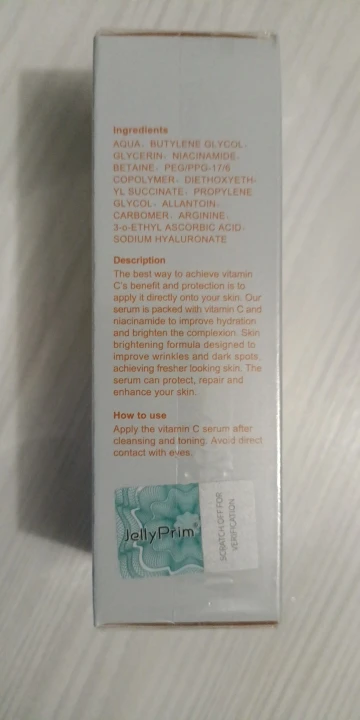 Ingredients
AQUA、BUTYLENE GLYCOL、
GLYCERIN、NIACINAMIDE、
BETAINE、PEG/PPG-17/6
COPOLYMER、DIETHOXYETH-
YL SUCCINATE、PROPYLENE
GLYCOL、ALLANTOIN、
CARBOMER、ARGININE、
3-o-ETHYL ASCORBIC ACID、
SODIUM HYALURONATE
Description
The best way to achieve vitamin
C's benefit and protection is to
apply it directly onto your skin. Our
serum is packed with vitamin C and
niacinamide to improve hydration
and brighten the complexion. Skin
brightening formula designed to
improve wrinkles and dark spots,
achieving fresher looking skin. The
serum can protect, repair and
enhance your skin.
How to use
Apply the vitamin C serum after
cleansing and toning. Avoid direct
contact with eyes.
JellyPrim®
SCRATCH OFF FOR
VERIFICATION